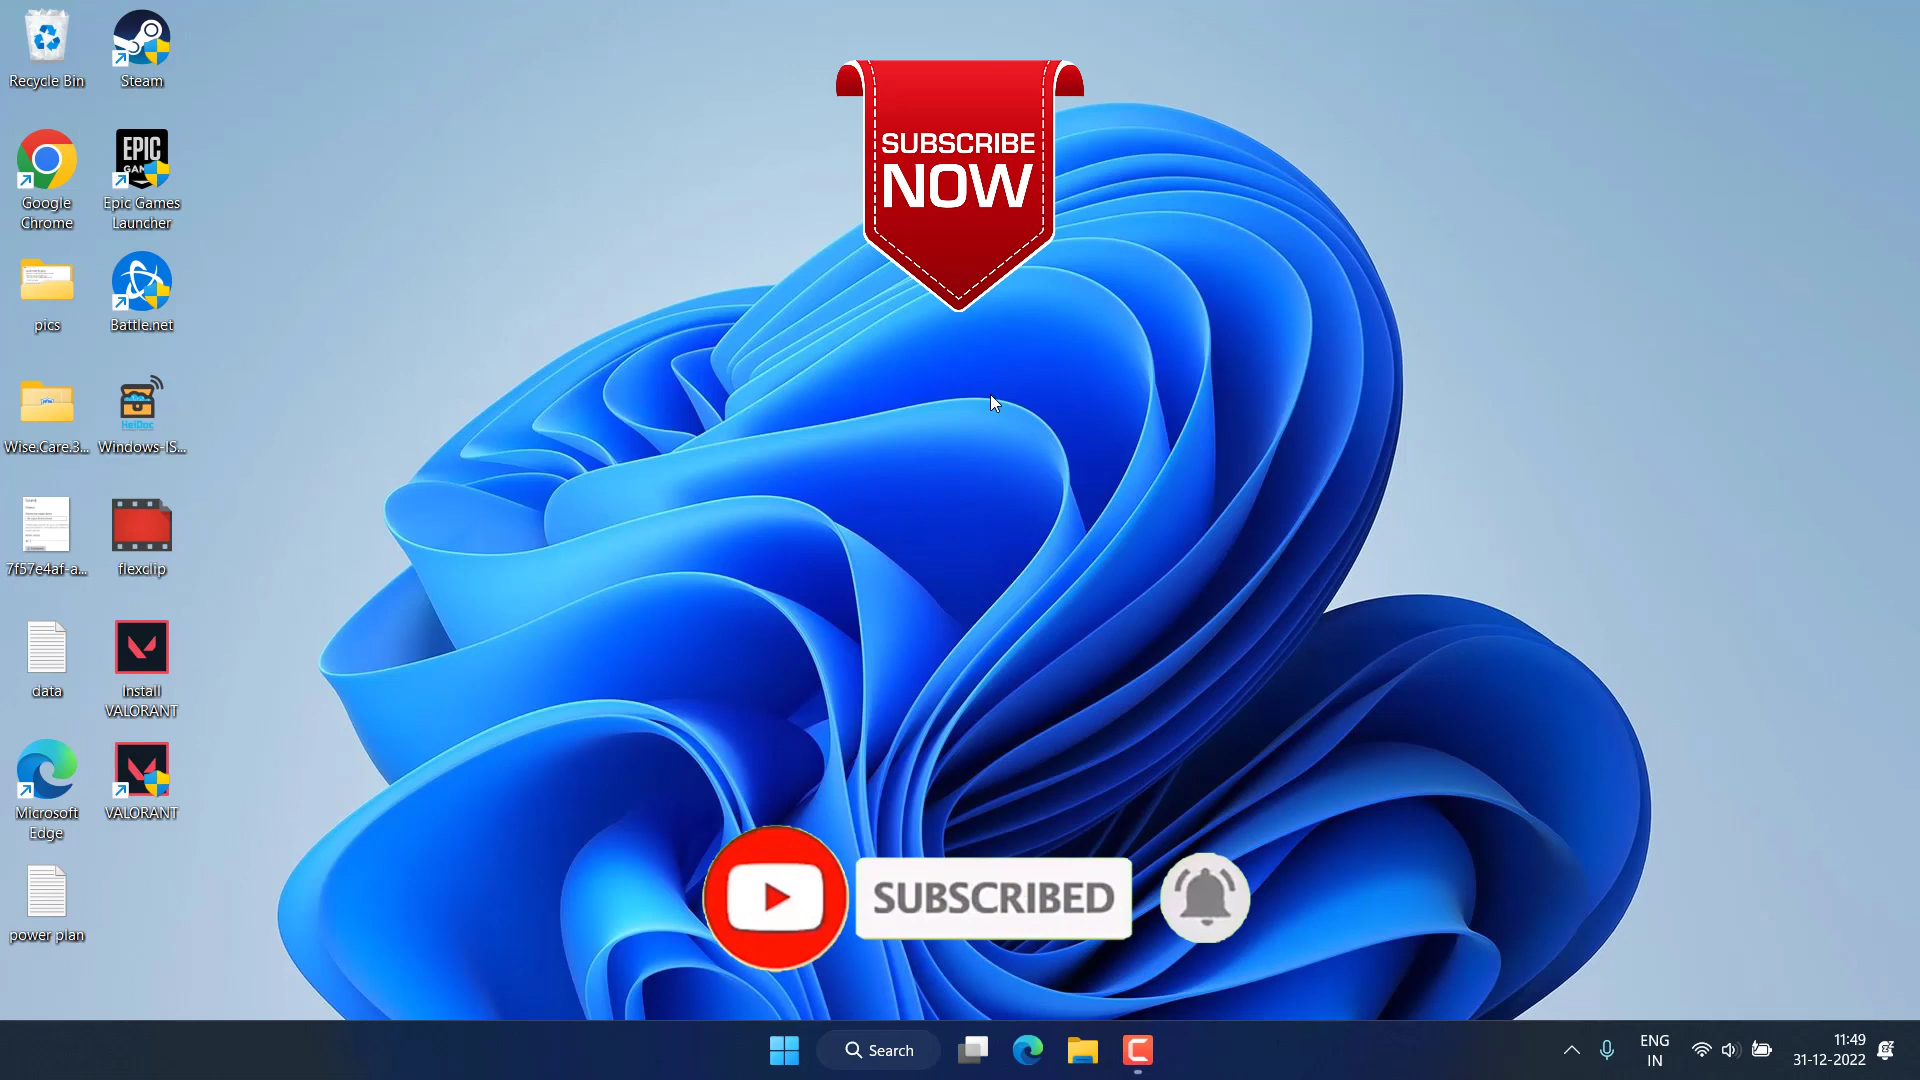 Recycle Bin
Steam
SUBSCRIBE
NOW
EPIC
Google
Chrome
Epic Games
Launcher
pics
Battle.net
HeiDoc
Wise.Care.3...
Windows-IS...
7f57e4af-a...
flexclip
data
Install
VALORANT
Microsoft
Edge
VALORANT
power plan
SUBSCRIBED
Search
ENG
IN
11:49
31-12-2022